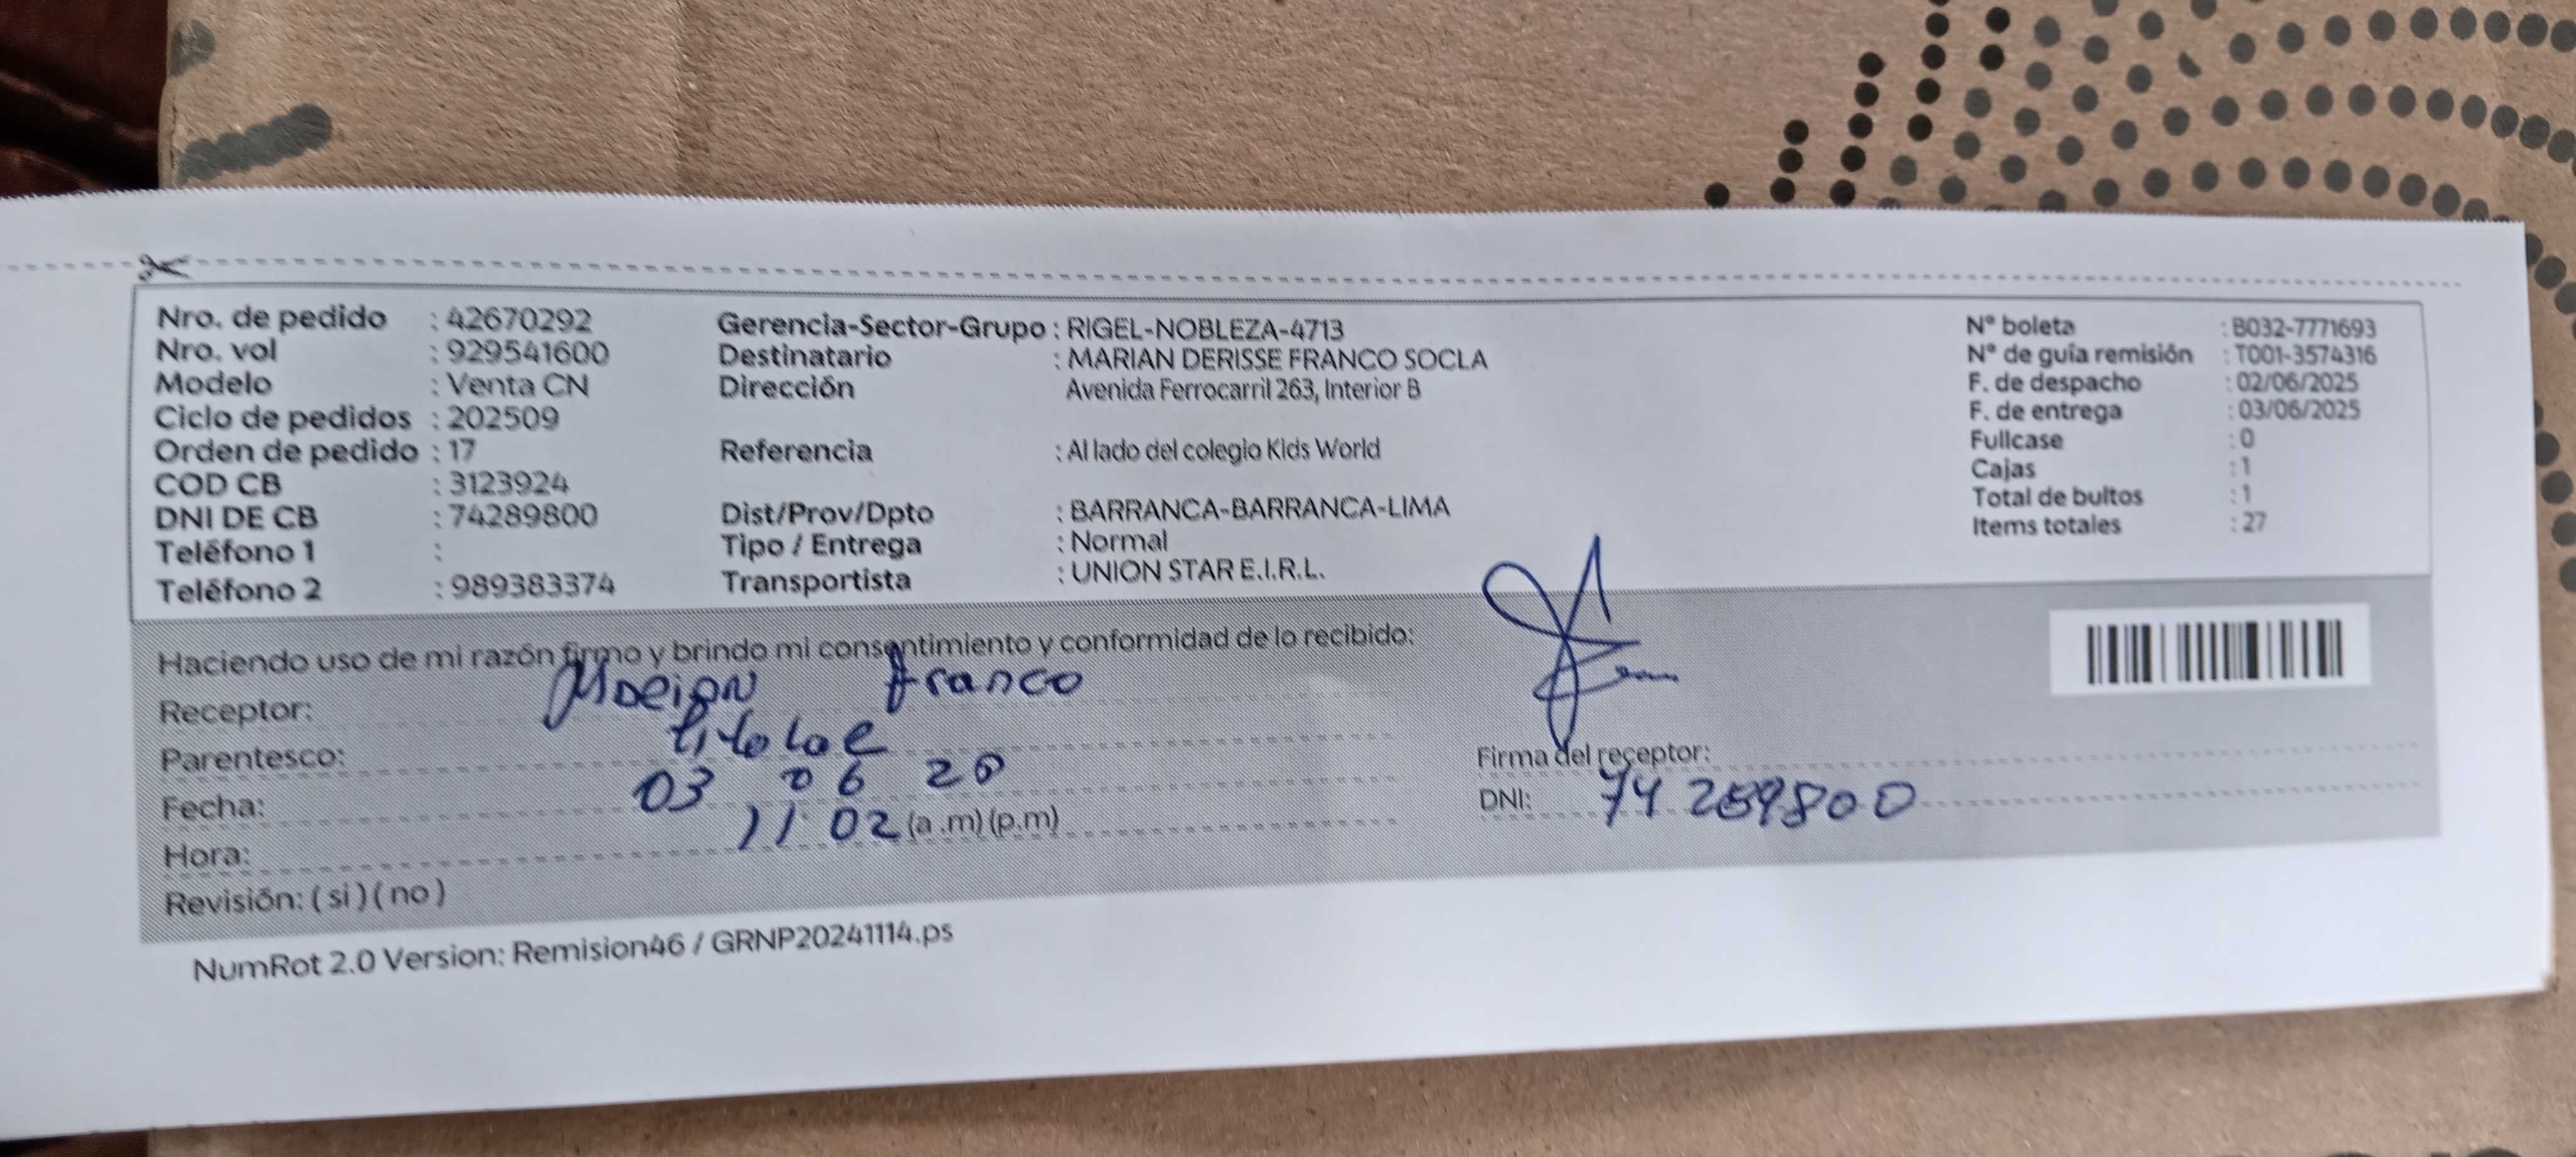 Nro. de pedido : 42670292
Nro. vol : 929541600
Modelo : Venta CN
Ciclo de pedidos : 202509
Orden de pedido : 17
COD CB : 3123924
DNI DE CB : 74289800
Teléfono 1 :
Teléfono 2 : 989383374
Gerencia-Sector-Grupo : RIGEL-NOBLEZA-4713
Destinatario : MARIAN DERISSE FRANCO SOCLA
Dirección Avenida Ferrocarril 263, Interior B
Referencia : Al lado del colegio Kids World
Dist/Prov/Dpto : BARRANCA-BARRANCA-LIMA
Tipo / Entrega : Normal
Transportista : UNION STAR E.I.R.L.
N° boleta : B032-7771693
N° de guía remisión : T001-3574316
F. de despacho : 02/06/2025
F. de entrega : 03/06/2025
Fullcase : 0
Cajas : 1
Total de bultos : 1
Items totales : 27
Haciendo uso de mi razón firmo y brindo mi consentimiento y conformidad de lo recibido:
Receptor: Marian Franco
Parentesco: titular
Fecha: 03 06 20
Hora: 11 02 (a .m) (p.m)
Revisión: ( si ) ( no )
Firma del receptor:
DNI: 74289800
NumRot 2.0 Version: Remision46 / GRNP20241114.ps